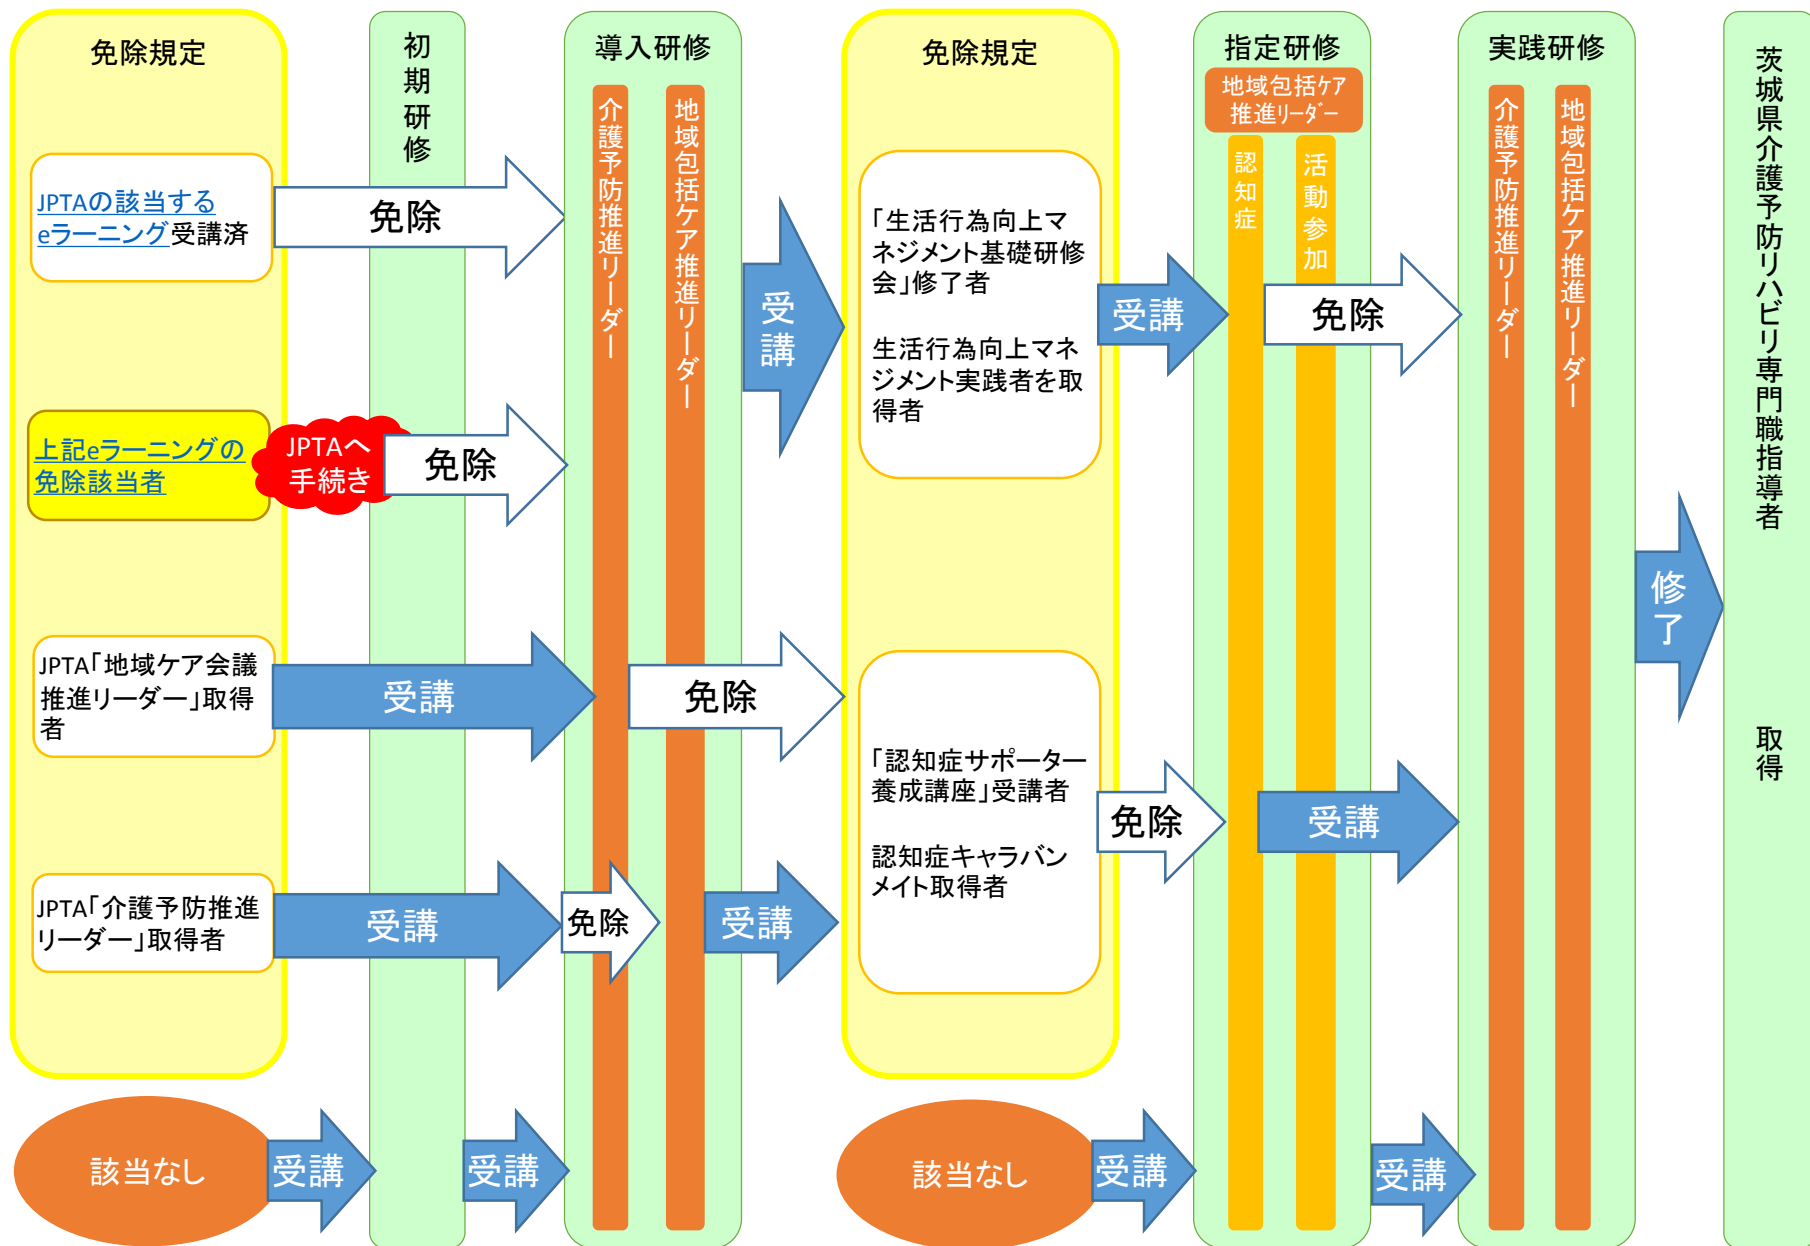 免除規定
JPTAの該当する
eラーニング受講済
上記eラーニングの
免除該当者
JPTAへ
手続き
JPTA「地域ケア会議
推進リーダー」取得
者
JPTA「介護予防推進
リーダー」取得者
該当なし
受講
初期研修
免除
免除
受講
受講
受講
導入研修
介護予防推進リーダー
地域包括ケア推進リーダー
免除
免除
受講
受講
免除規定
「生活行為向上マ
ネジメント基礎研修
会」修了者
生活行為向上マネ
ジメント実践者を取
得者
「認知症サポーター
養成講座」受講者
認知症キャラバン
メイト取得者
該当なし
受講
免除
受講
指定研修
地域包括ケア
推進リーダー
認知症
活動参加
免除
受講
受講
実践研修
介護予防推進リーダー
地域包括ケア推進リーダー
修了
茨城県介護予防リハビリ専門職指導者
取得